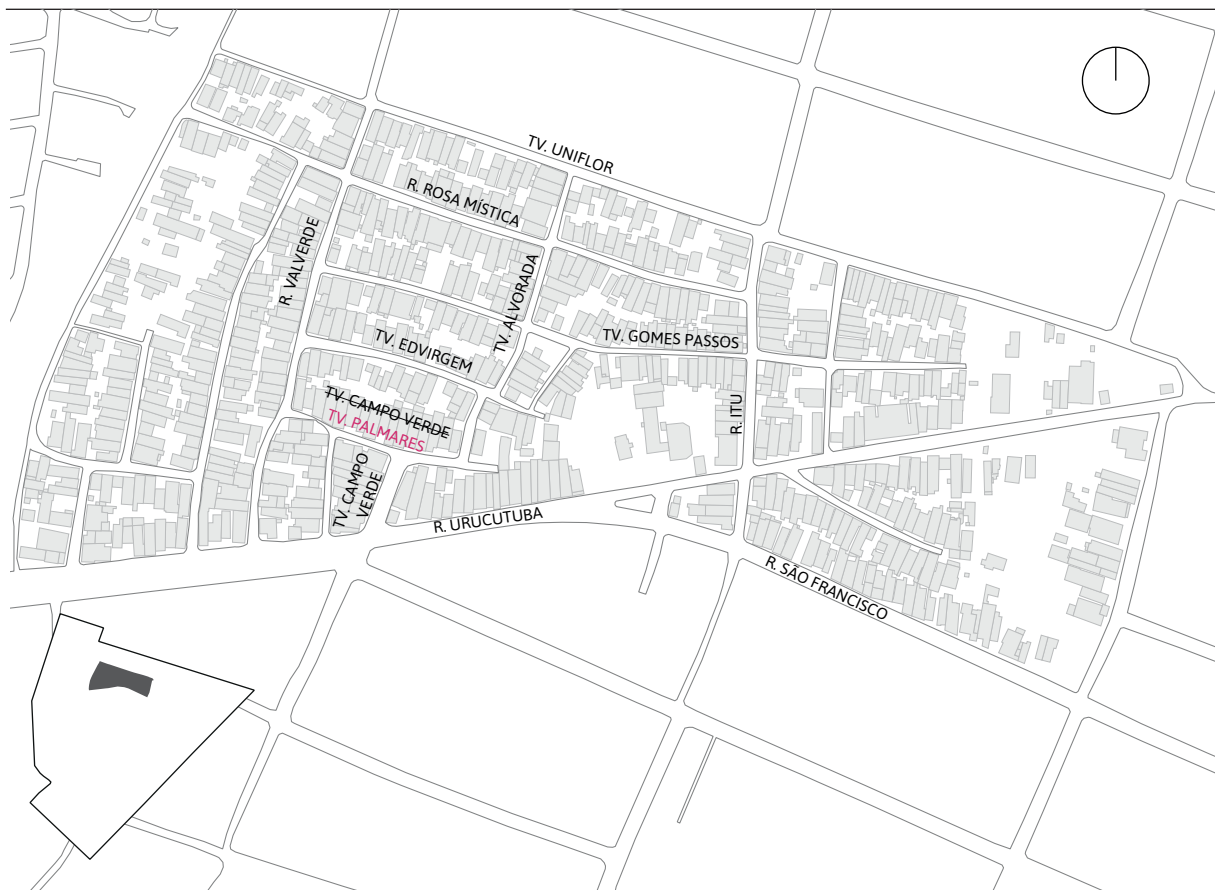 TV. UNIFLOR
R. ROSA MÍSTICA
R. VALVERDE
TV. ALVORADA
TV. GOMES PASSOS
TV. EDVIRGEM
TV. CAMPO VERDE
TV. PALMARES
R. ITU
TV. CAMPO
VERDE
R. URUCUTUBA
R. SÃO FRANCISCO